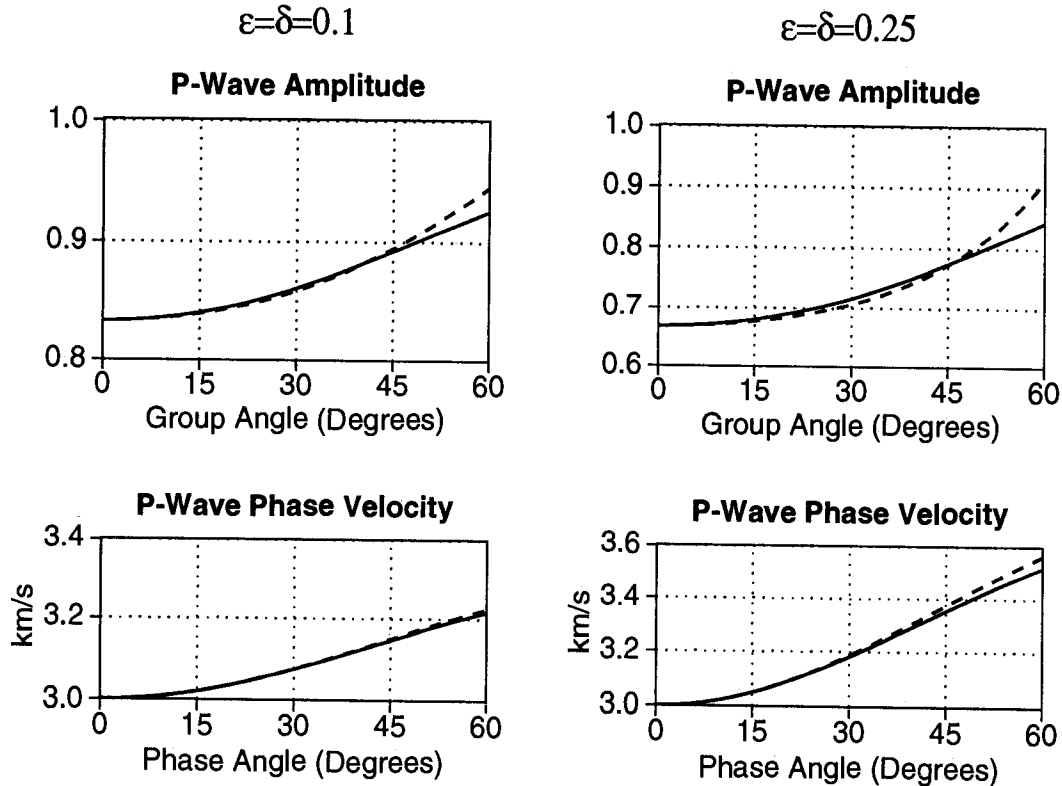 ε=δ=0.1
P-Wave Amplitude
1.0
0.9
0.8
0 15 30 45 60
Group Angle (Degrees)
ε=δ=0.25
P-Wave Amplitude
1.0
0.9
0.8
0.7
0.6
0 15 30 45 60
Group Angle (Degrees)
P-Wave Phase Velocity
3.4
3.2
3.0
km/s
0 15 30 45 60
Phase Angle (Degrees)
P-Wave Phase Velocity
3.6
3.4
3.2
3.0
km/s
0 15 30 45 60
Phase Angle (Degrees)